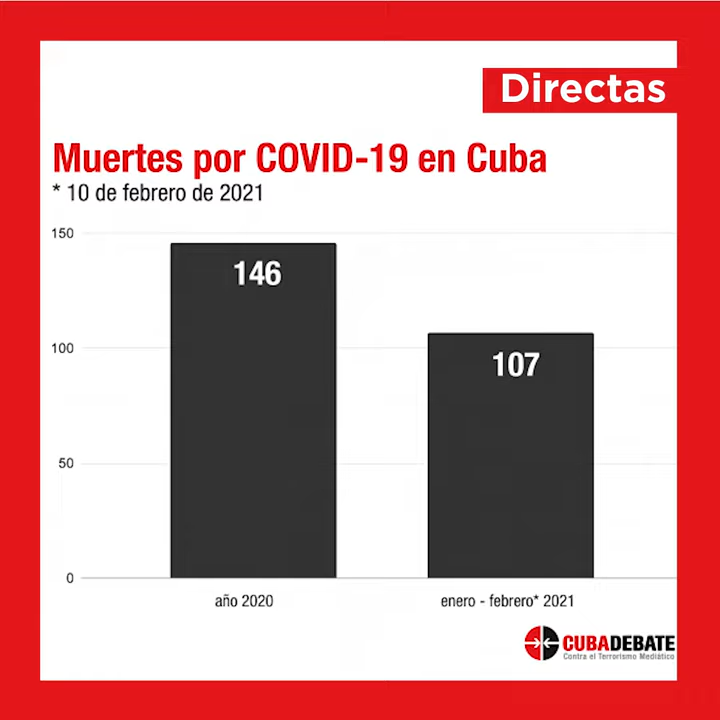 Directas
Muertes por COVID-19 en Cuba
* 10 de febrero de 2021
150
146
107
100
50
0
año 2020
enero - febrero* 2021
CUBADEBATE
Contra el Terrorismo Mediático